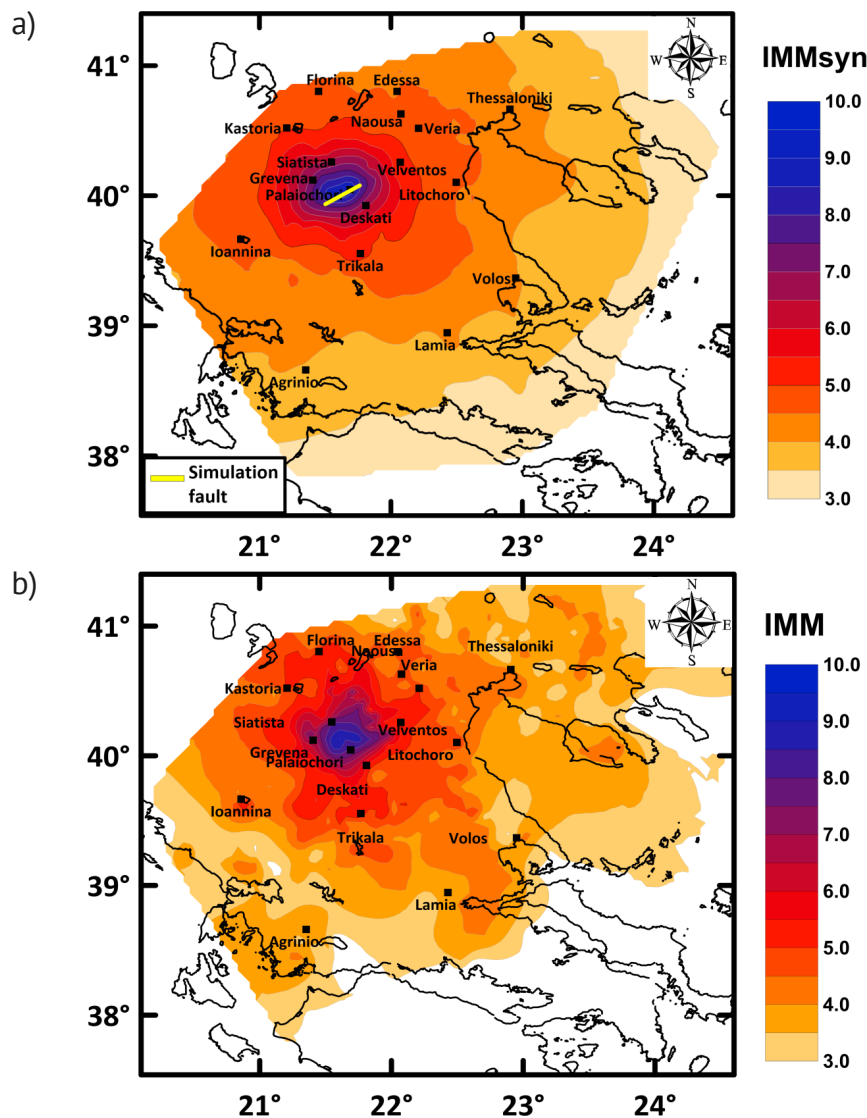 a)
N
W
E
S
IMMsyn
41°
40°
39°
38°
Florina
Edessa
Thessaloniki
Naousa
Kastoria
Veria
Siatista
Velventos
Grevena
Palaiochori
Litochoro
Deskati
Ioannina
Trikala
Volos
Lamia
Agrinio
Simulation
fault
21°
22°
23°
24°
10.0
9.0
8.0
7.0
6.0
5.0
4.0
3.0
b)
N
W
E
S
IMM
41°
40°
39°
38°
Florina
Edessa
Naousa
Thessaloniki
Veria
Kastoria
Siatista
Velventos
Grevena
Litochoro
Palaiochori
Deskati
Ioannina
Trikala
Volos
Lamia
Agrinio
21°
22°
23°
24°
10.0
9.0
8.0
7.0
6.0
5.0
4.0
3.0